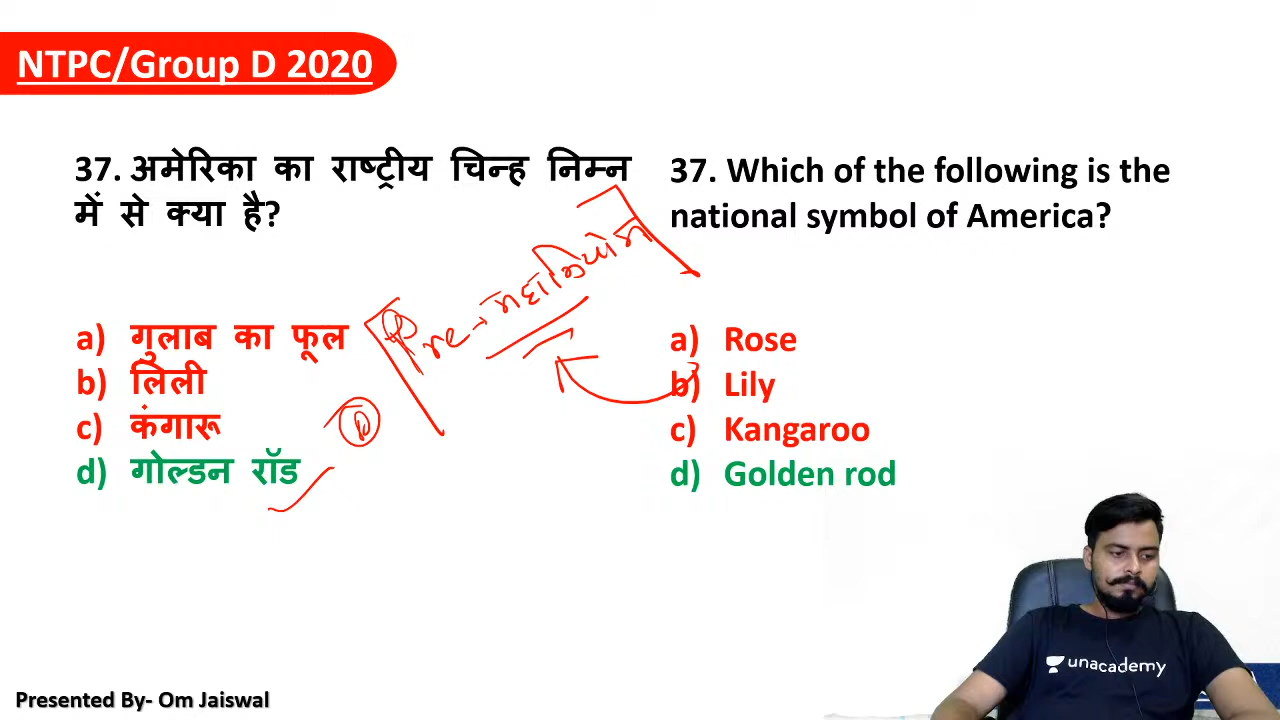 NTPC/Group D 2020
37. अमेरिका का राष्ट्रीय चिन्ह निम्न
में से क्या है?
a) गुलाब का फूल
b) लिली
c) कंगारू
d) गोल्डन रॉड
37. Which of the following is the
national symbol of America?
a) Rose
b) Lily
c) Kangaroo
d) Golden rod
unacademy
Presented By- Om Jaiswal